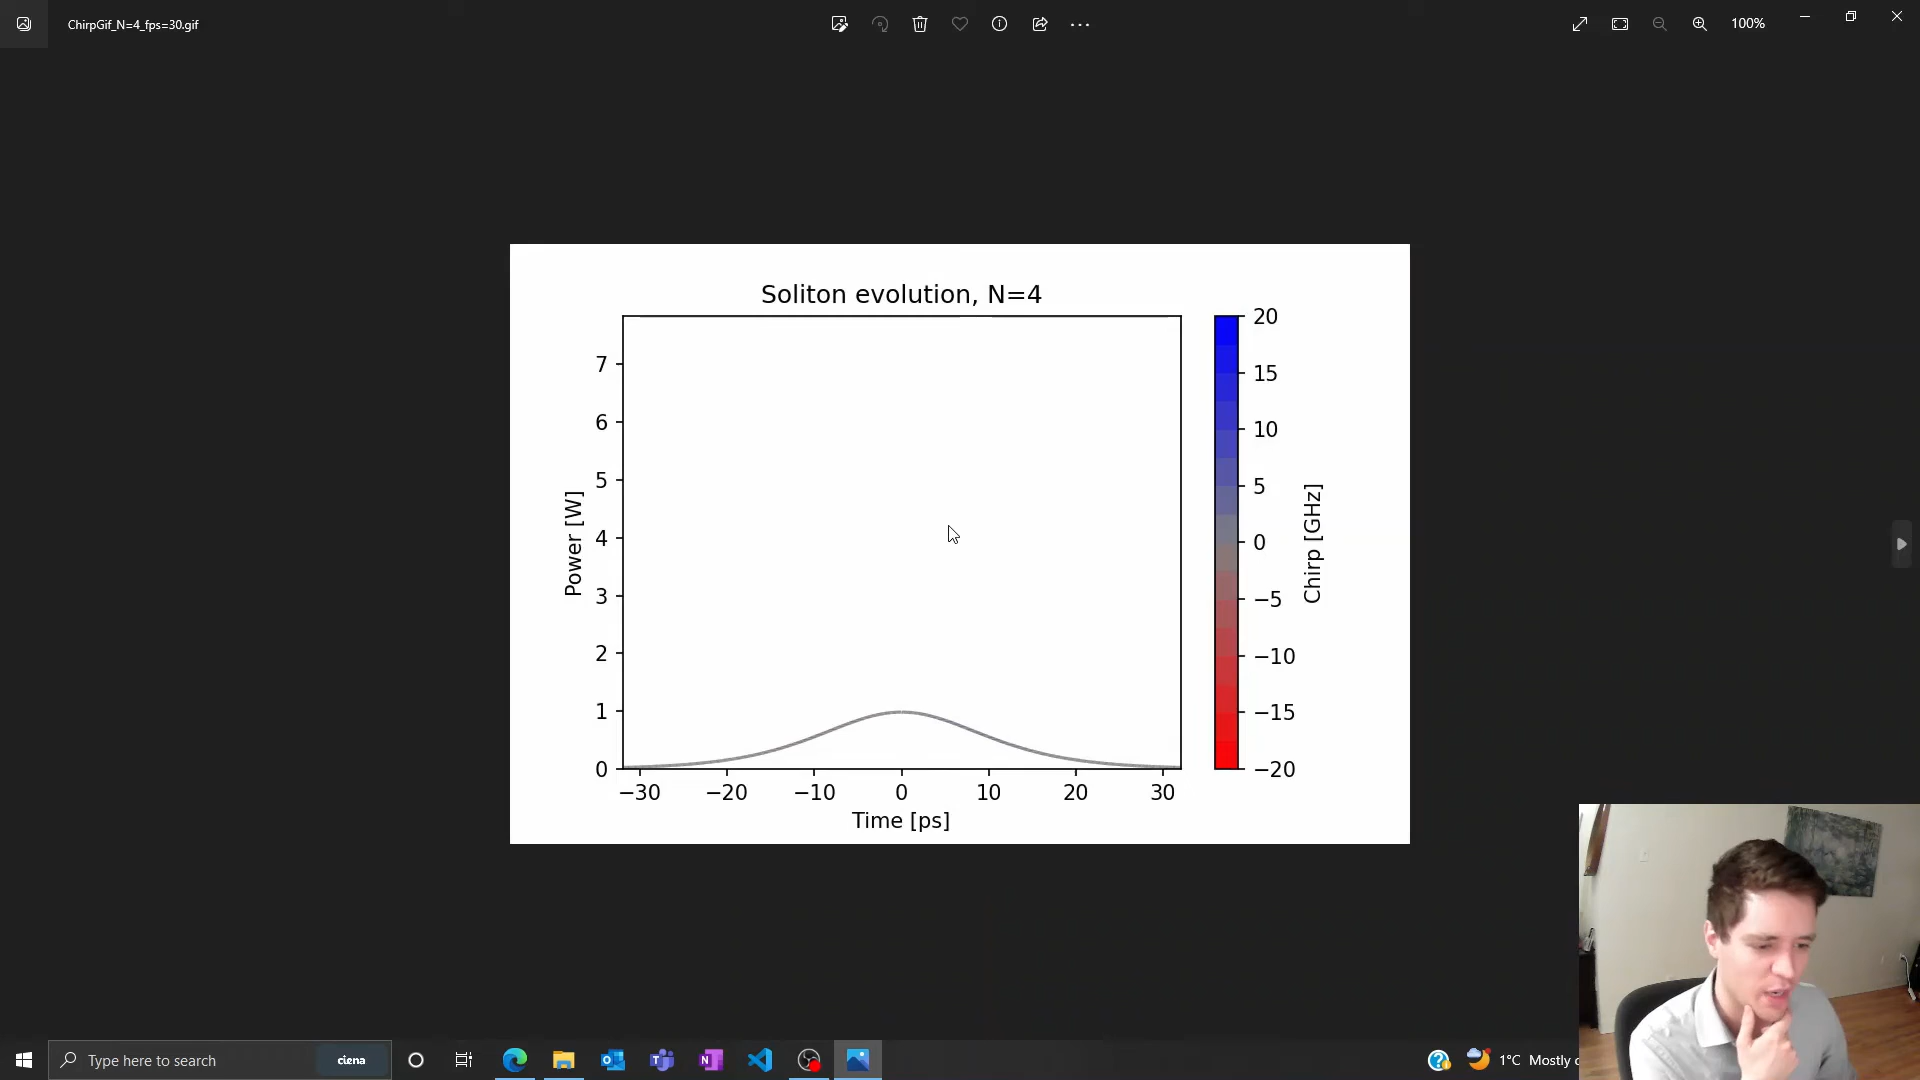 ChirpGif_N=4_fps=30.gif
100%
Soliton evolution, N=4
Power [W]
7
6
5
4
3
2
1
0
−30 −20 −10 0 10 20 30
Time [ps]
20
15
10
5
0
−5
−10
−15
−20
Chirp [GHz]
Type here to search
ciena
1°C Mostly